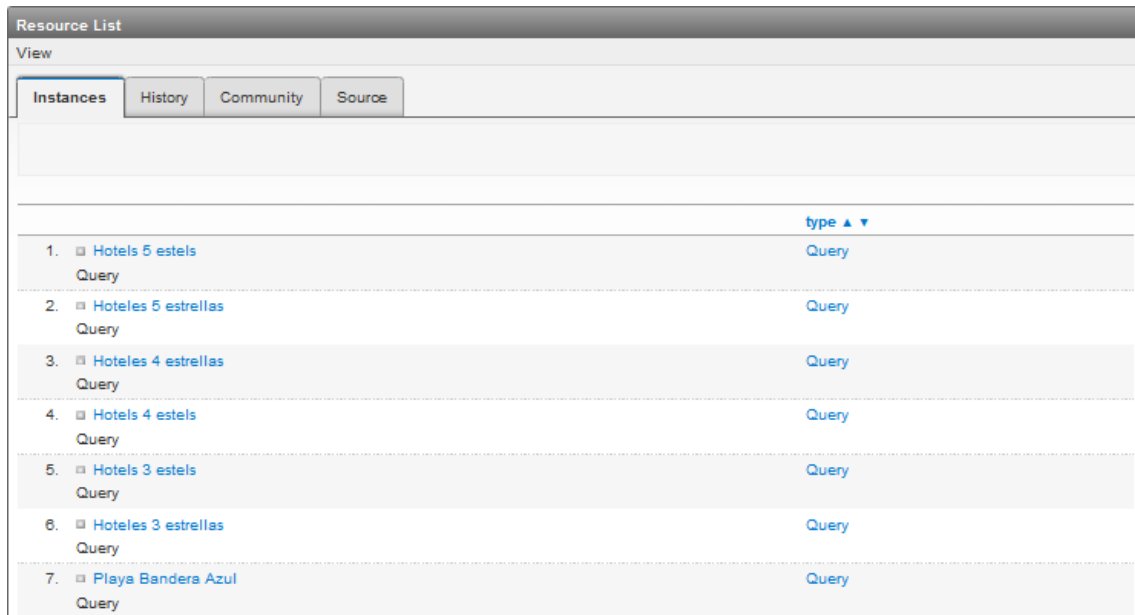 Resource List
View
Instances History Community Source
type ▲ ▼
1. Hotels 5 estels Query
Query
2. Hoteles 5 estrellas Query
Query
3. Hoteles 4 estrellas Query
Query
4. Hotels 4 estels Query
Query
5. Hotels 3 estels Query
Query
6. Hoteles 3 estrellas Query
Query
7. Playa Bandera Azul Query
Query